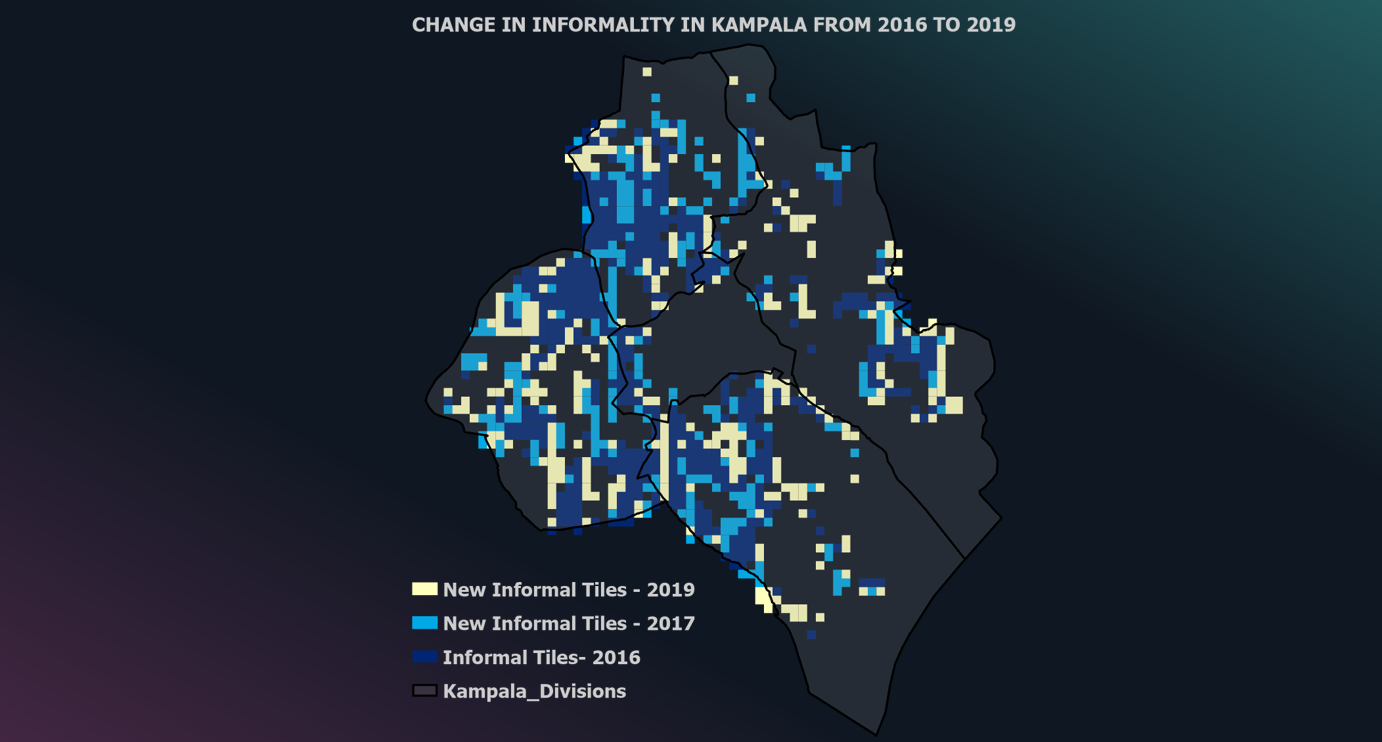 CHANGE IN INFORMALITY IN KAMPALA FROM 2016 TO 2019
New Informal Tiles - 2019
New Informal Tiles - 2017
Informal Tiles- 2016
Kampala_Divisions